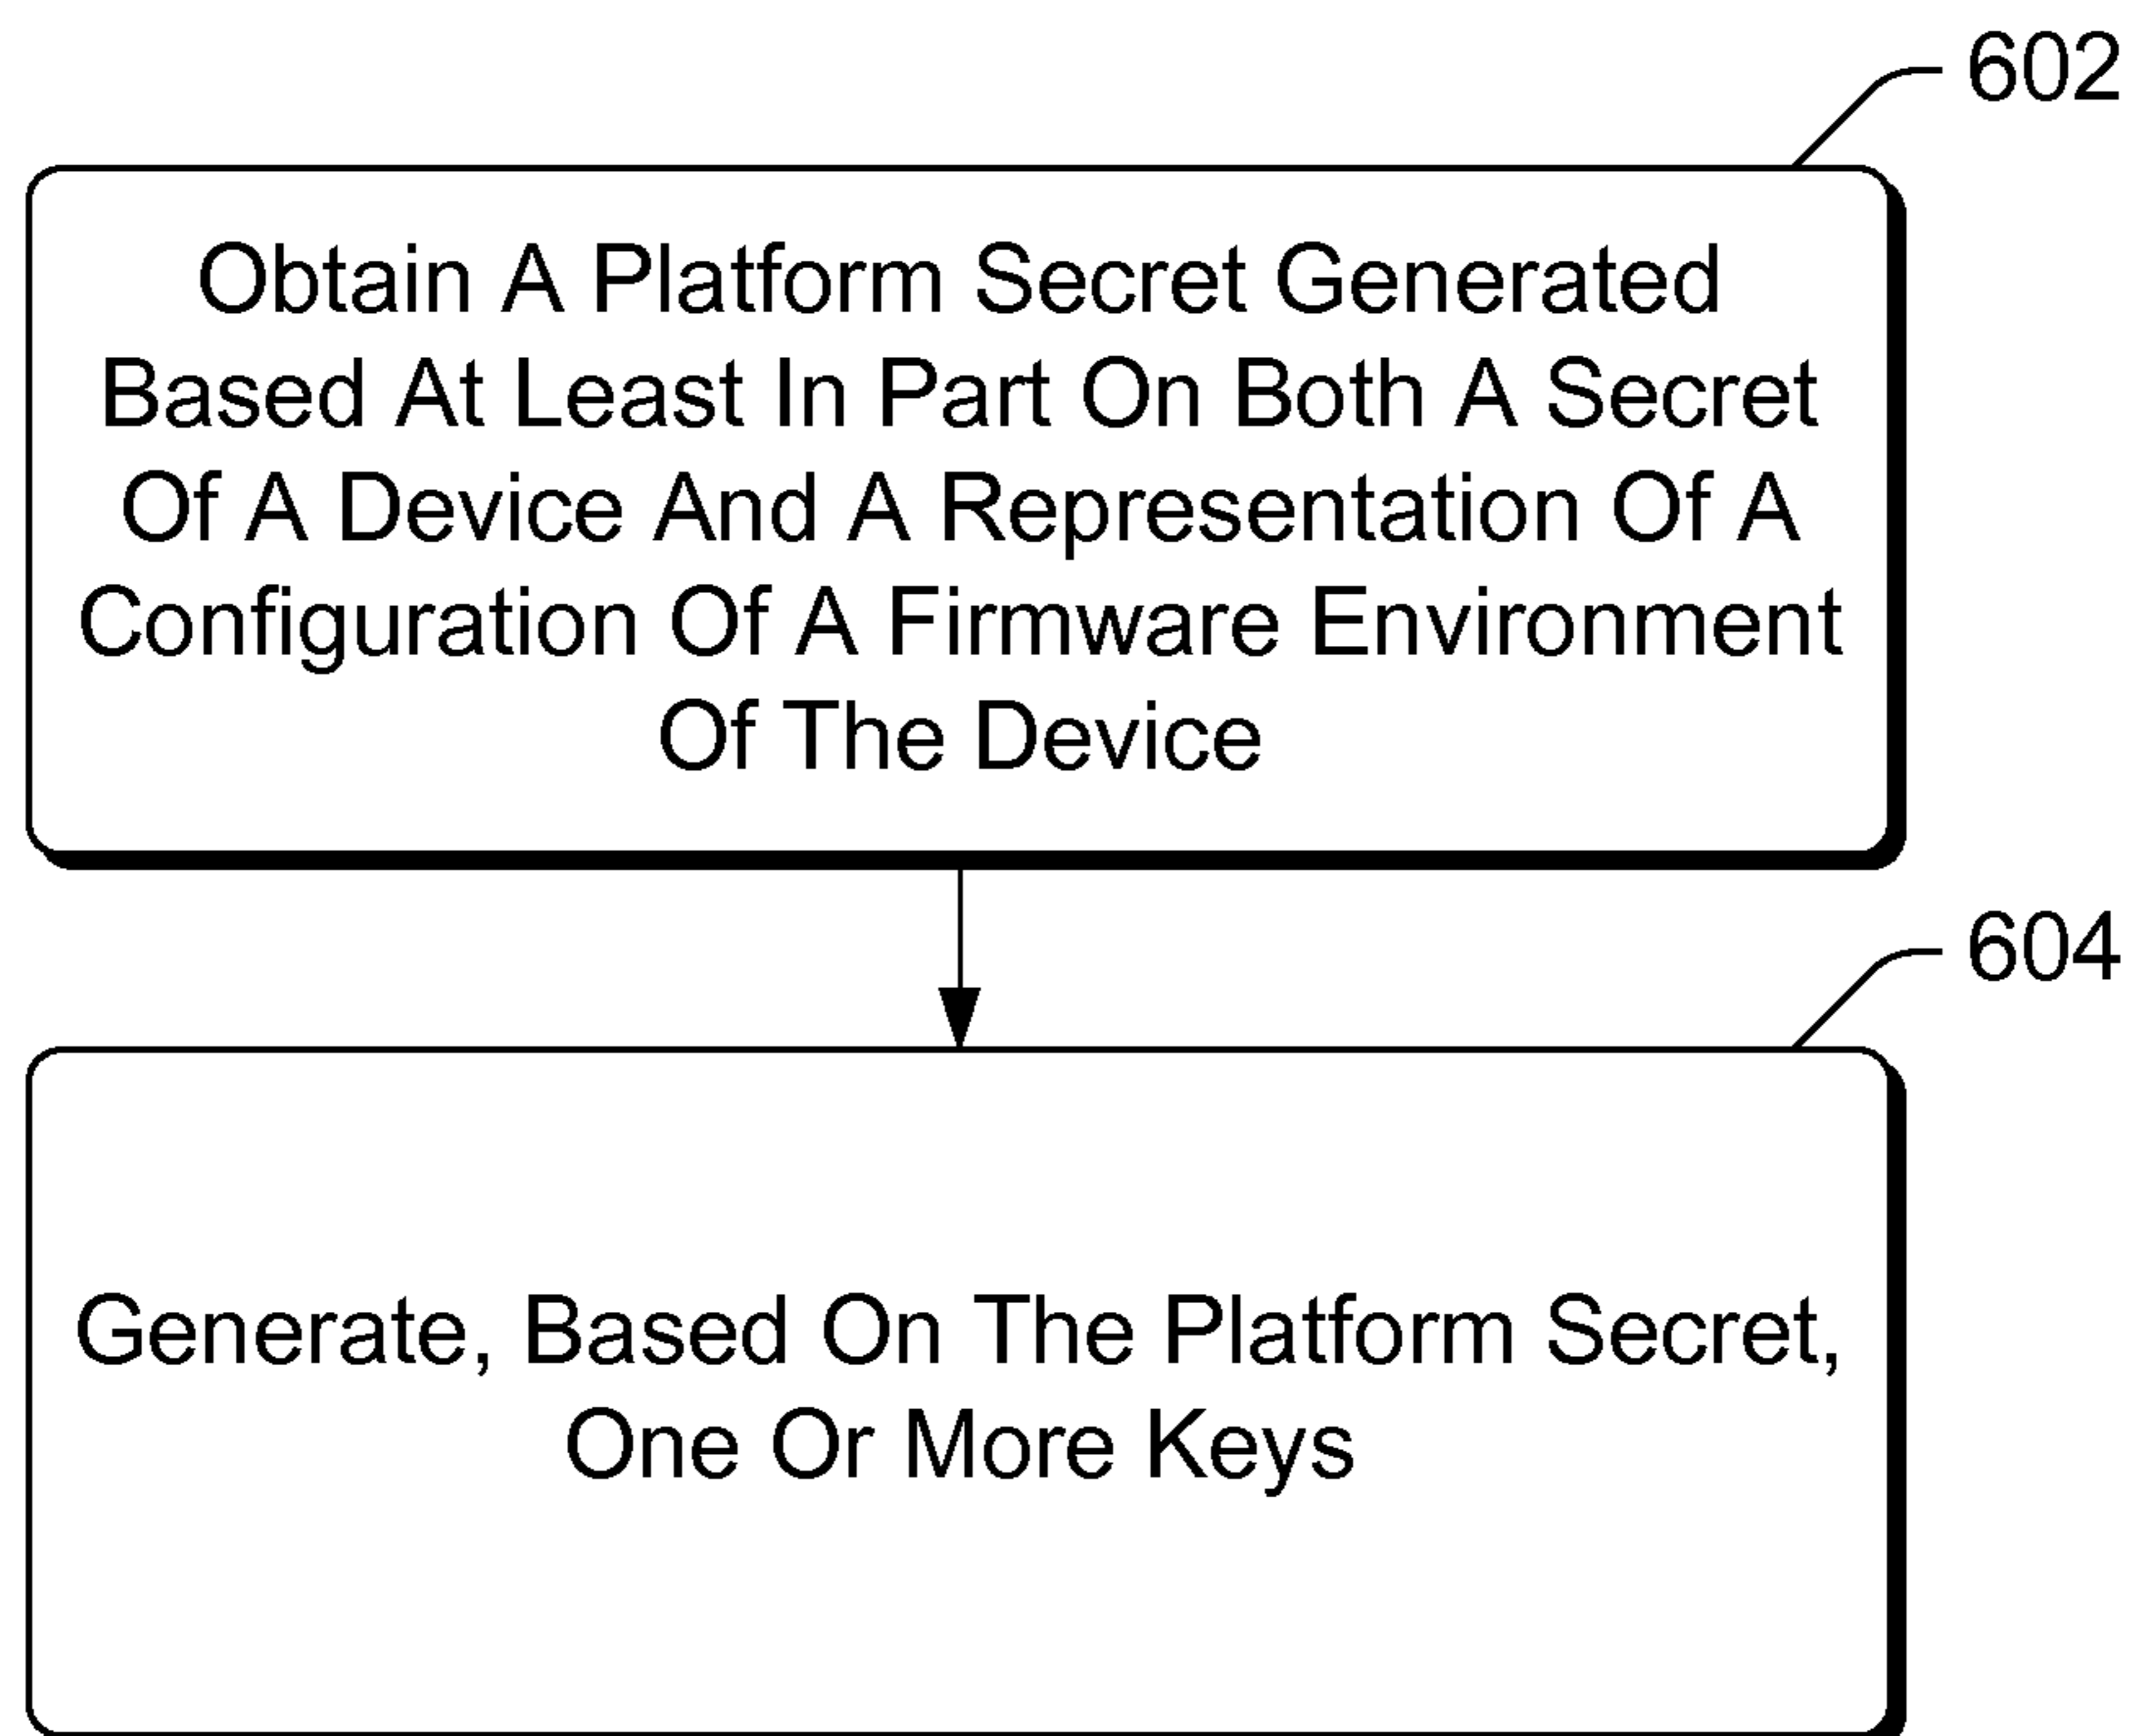 602
Obtain A Platform Secret Generated
Based At Least In Part On Both A Secret
Of A Device And A Representation Of A
Configuration Of A Firmware Environment
Of The Device
604
Generate, Based On The Platform Secret,
One Or More Keys